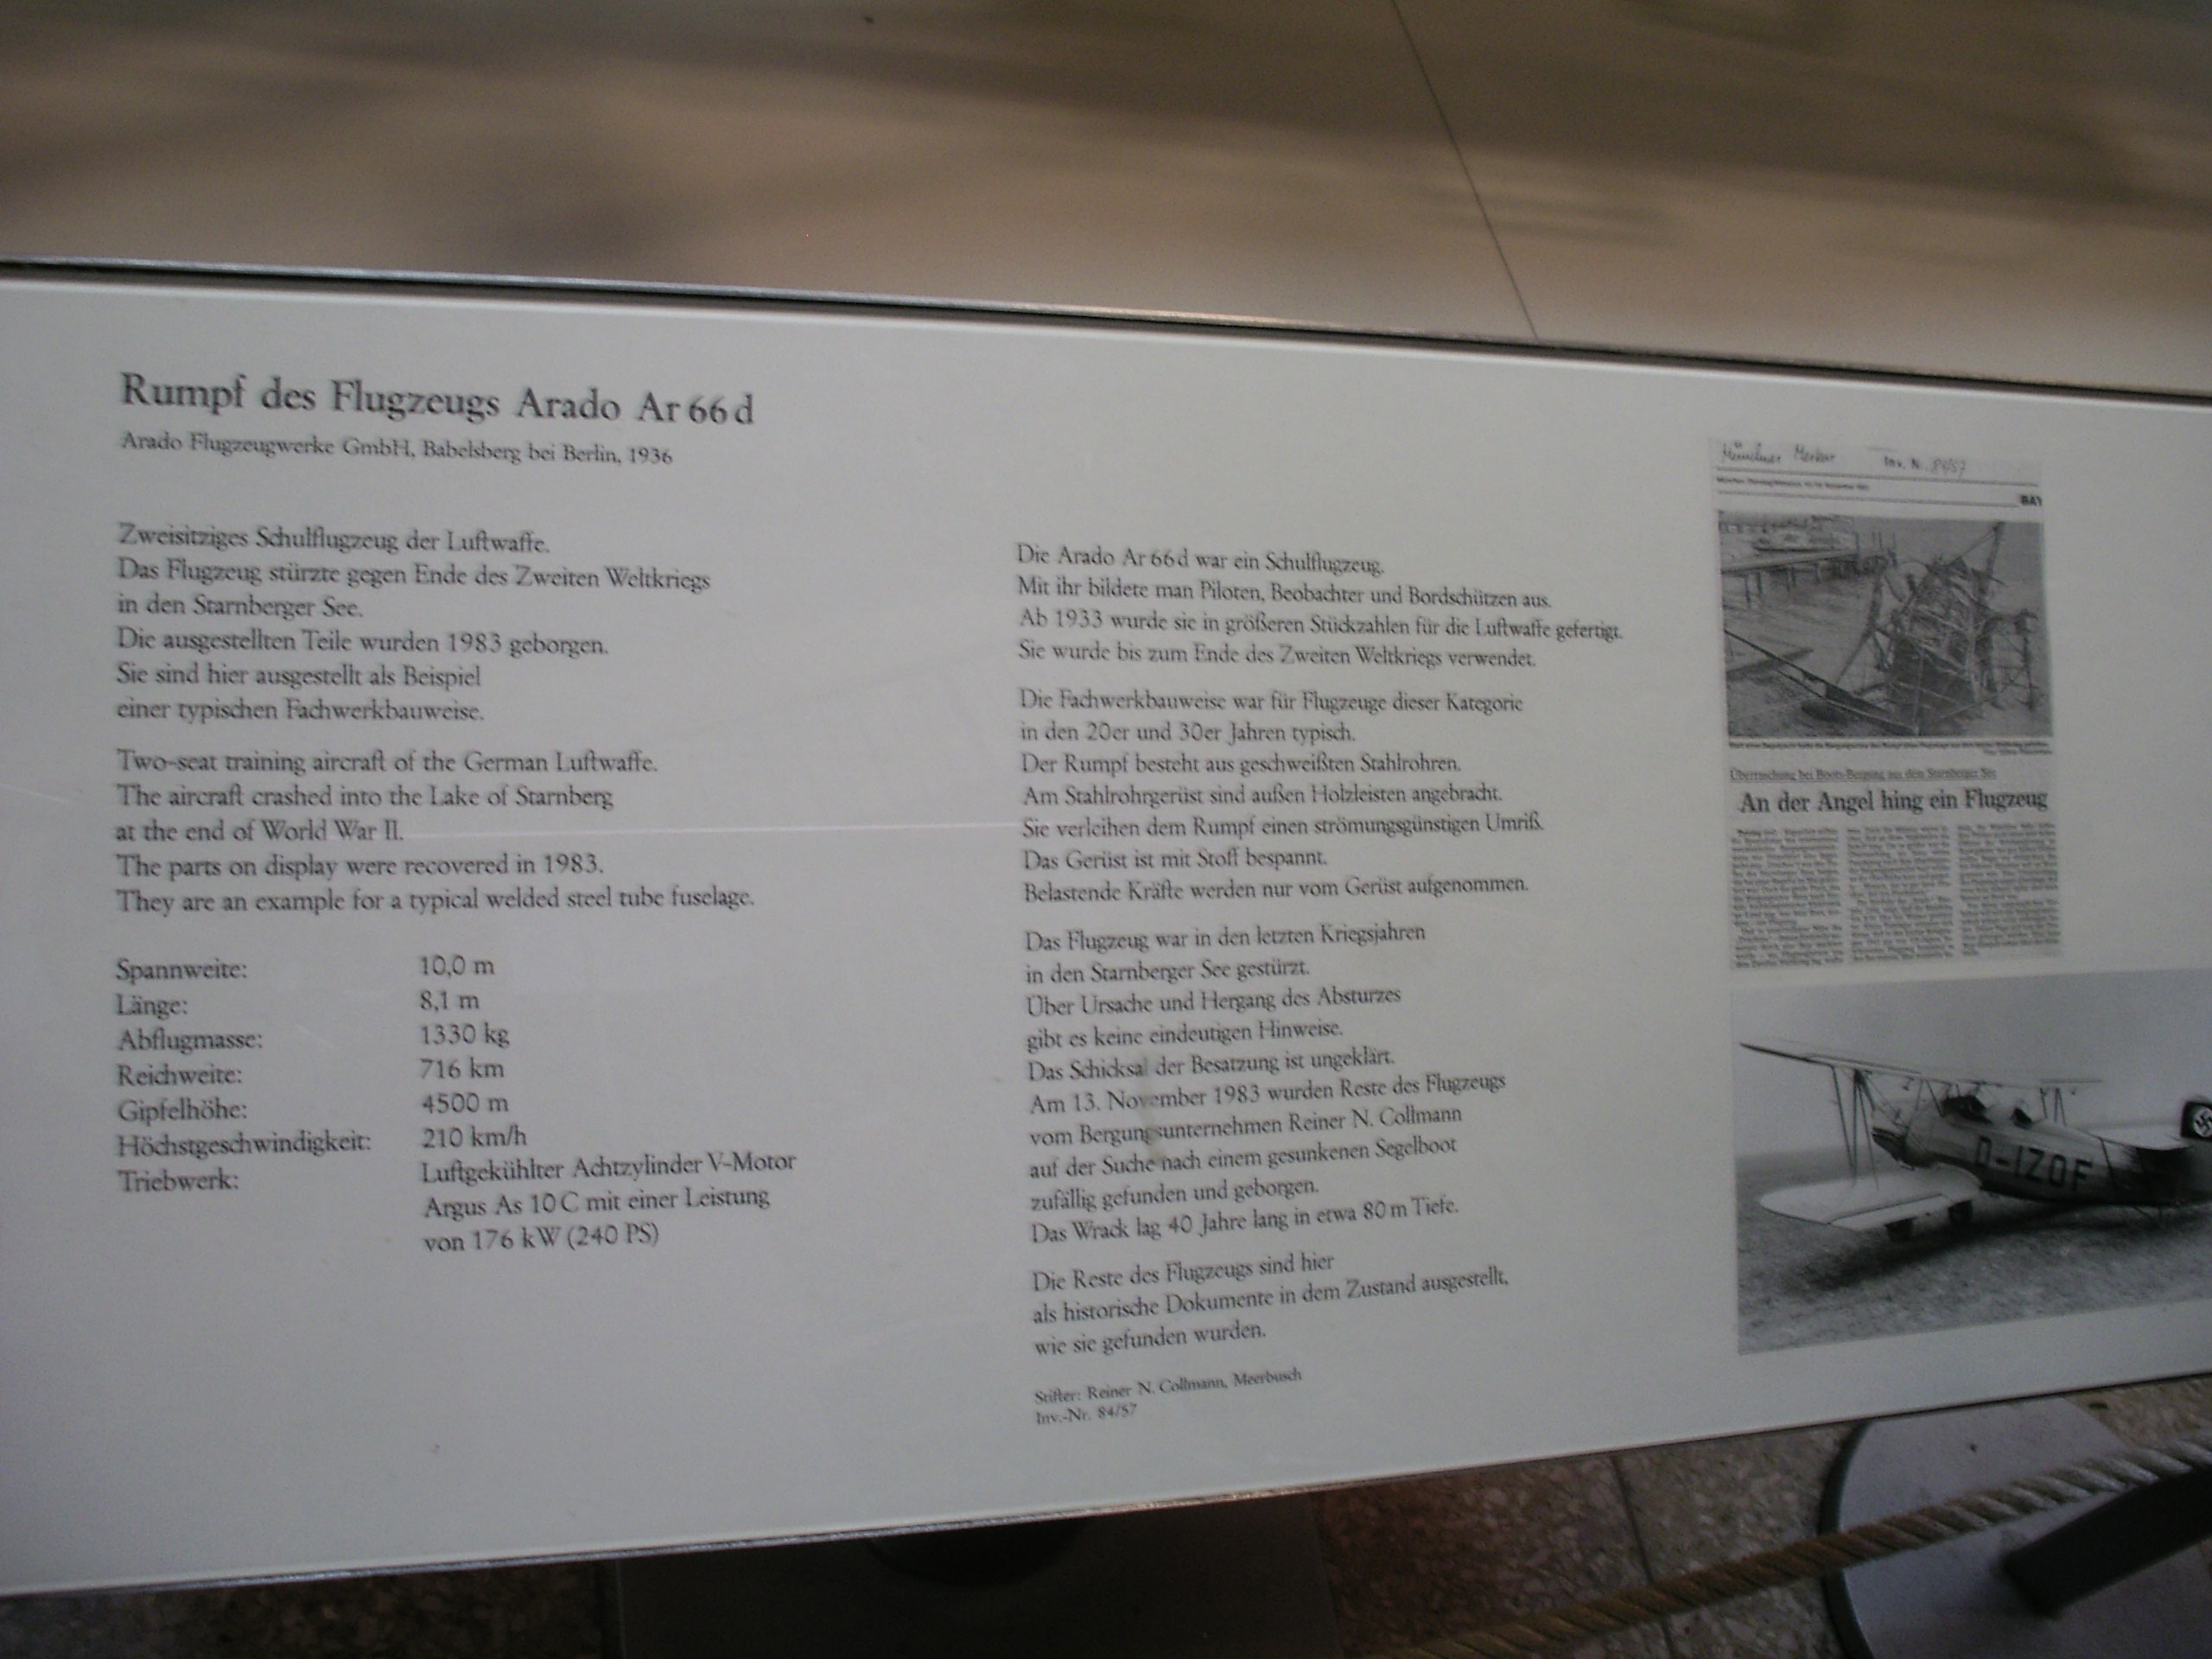 Rumpf des Flugzeugs Arado Ar 66 d
Arado Flugzeugwerke GmbH, Babelsberg bei Berlin, 1936
Zweisitziges Schulflugzeug der Luftwaffe.
Das Flugzeug stürzte gegen Ende des Zweiten Weltkriegs
in den Starnberger See.
Die ausgestellten Teile wurden 1983 geborgen.
Sie sind hier ausgestellt als Beispiel
einer typischen Fachwerkbauweise.
Two-seat training aircraft of the German Luftwaffe.
The aircraft crashed into the Lake of Starnberg
at the end of World War II.
The parts on display were recovered in 1983.
They are an example for a typical welded steel tube fuselage.
Spannweite: 10,0 m
Länge: 8,1 m
Abflugmasse: 1330 kg
Reichweite: 716 km
Gipfelhöhe: 4500 m
Höchstgeschwindigkeit: 210 km/h
Triebwerk: Luftgekühlter Achtzylinder V-Motor
Argus As 10 C mit einer Leistung
von 176 kW (240 PS)
Die Arado Ar 66 d war ein Schulflugzeug.
Mit ihr bildete man Piloten, Beobachter und Bordschützen aus.
Ab 1933 wurde sie in größeren Stückzahlen für die Luftwaffe gefertigt.
Sie wurde bis zum Ende des Zweiten Weltkriegs verwendet.
Die Fachwerkbauweise war für Flugzeuge dieser Kategorie
in den 20er und 30er Jahren typisch.
Der Rumpf besteht aus geschweißten Stahlrohren.
Am Stahlrohrgerüst sind außen Holzleisten angebracht.
Sie verleihen dem Rumpf einen strömungsgünstigen Umriß.
Das Gerüst ist mit Stoff bespannt.
Belastende Kräfte werden nur vom Gerüst aufgenommen.
Das Flugzeug war in den letzten Kriegsjahren
in den Starnberger See gestürzt.
Über Ursache und Hergang des Absturzes
gibt es keine eindeutigen Hinweise.
Das Schicksal der Besatzung ist ungeklärt.
Am 13. November 1983 wurden Reste des Flugzeugs
vom Bergungsunternehmen Reiner N. Collmann
auf der Suche nach einem gesunkenen Segelboot
zufällig gefunden und geborgen.
Das Wrack lag 40 Jahre lang in etwa 80 m Tiefe.
Die Reste des Flugzeugs sind hier
als historische Dokumente in dem Zustand ausgestellt,
wie sie gefunden wurden.
Stifter: Reiner N. Collmann, Meerbusch
Inv.-Nr. 84/57
Münchner Merkur Inv. N. 84/57
Überraschung bei Boots-Bergung aus dem Starnberger See
An der Angel hing ein Flugzeug
D-IZOF